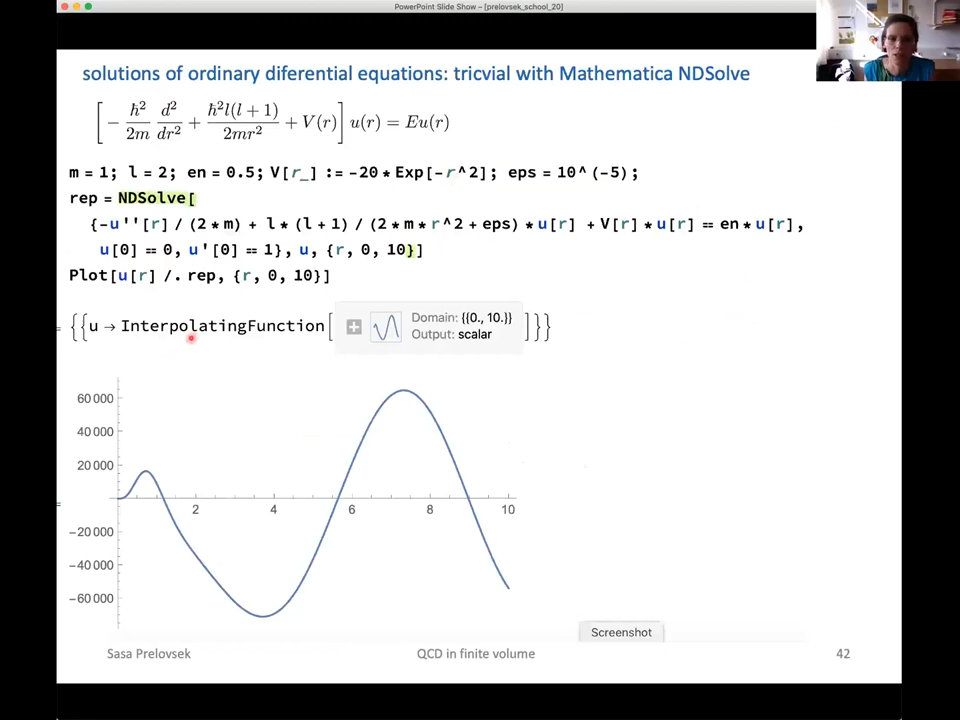 PowerPoint Slide Show – [prelovsek_school_20]
solutions of ordinary diferential equations: tricvial with Mathematica NDSolve
[ − ħ²/2m d²/dr² + ħ²l(l + 1)/2mr² + V(r) ] u(r) = Eu(r)
m = 1; l = 2; en = 0.5; V[r_] := -20 * Exp[-r^2]; eps = 10^(-5);
rep = NDSolve[
{-u''[r] / (2 * m) + l * (l + 1) / (2 * m * r^2 + eps) * u[r] + V[r] * u[r] == en * u[r],
u[0] == 0, u'[0] == 1}, u, {r, 0, 10}]
Plot[u[r] /. rep, {r, 0, 10}]
{{u → InterpolatingFunction[ Domain: {{0., 10.}} Output: scalar ]}}
60 000
40 000
20 000
2 4 6 8 10
-20 000
-40 000
-60 000
Screenshot
Sasa Prelovsek QCD in finite volume 42